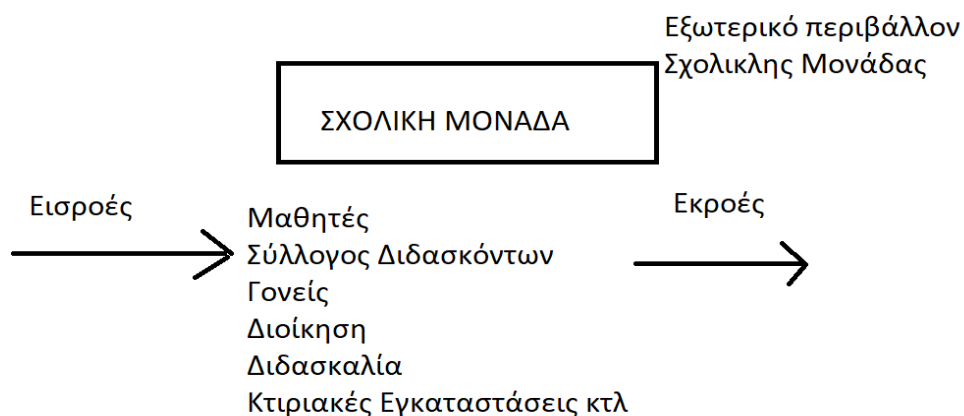 Εξωτερικό περιβάλλον
Σχολικλης Μονάδας
ΣΧΟΛΙΚΗ ΜΟΝΑΔΑ
Εισροές
Μαθητές
Σύλλογος Διδασκόντων
Γονείς
Διοίκηση
Διδασκαλία
Κτιριακές Εγκαταστάσεις κτλ
Εκροές